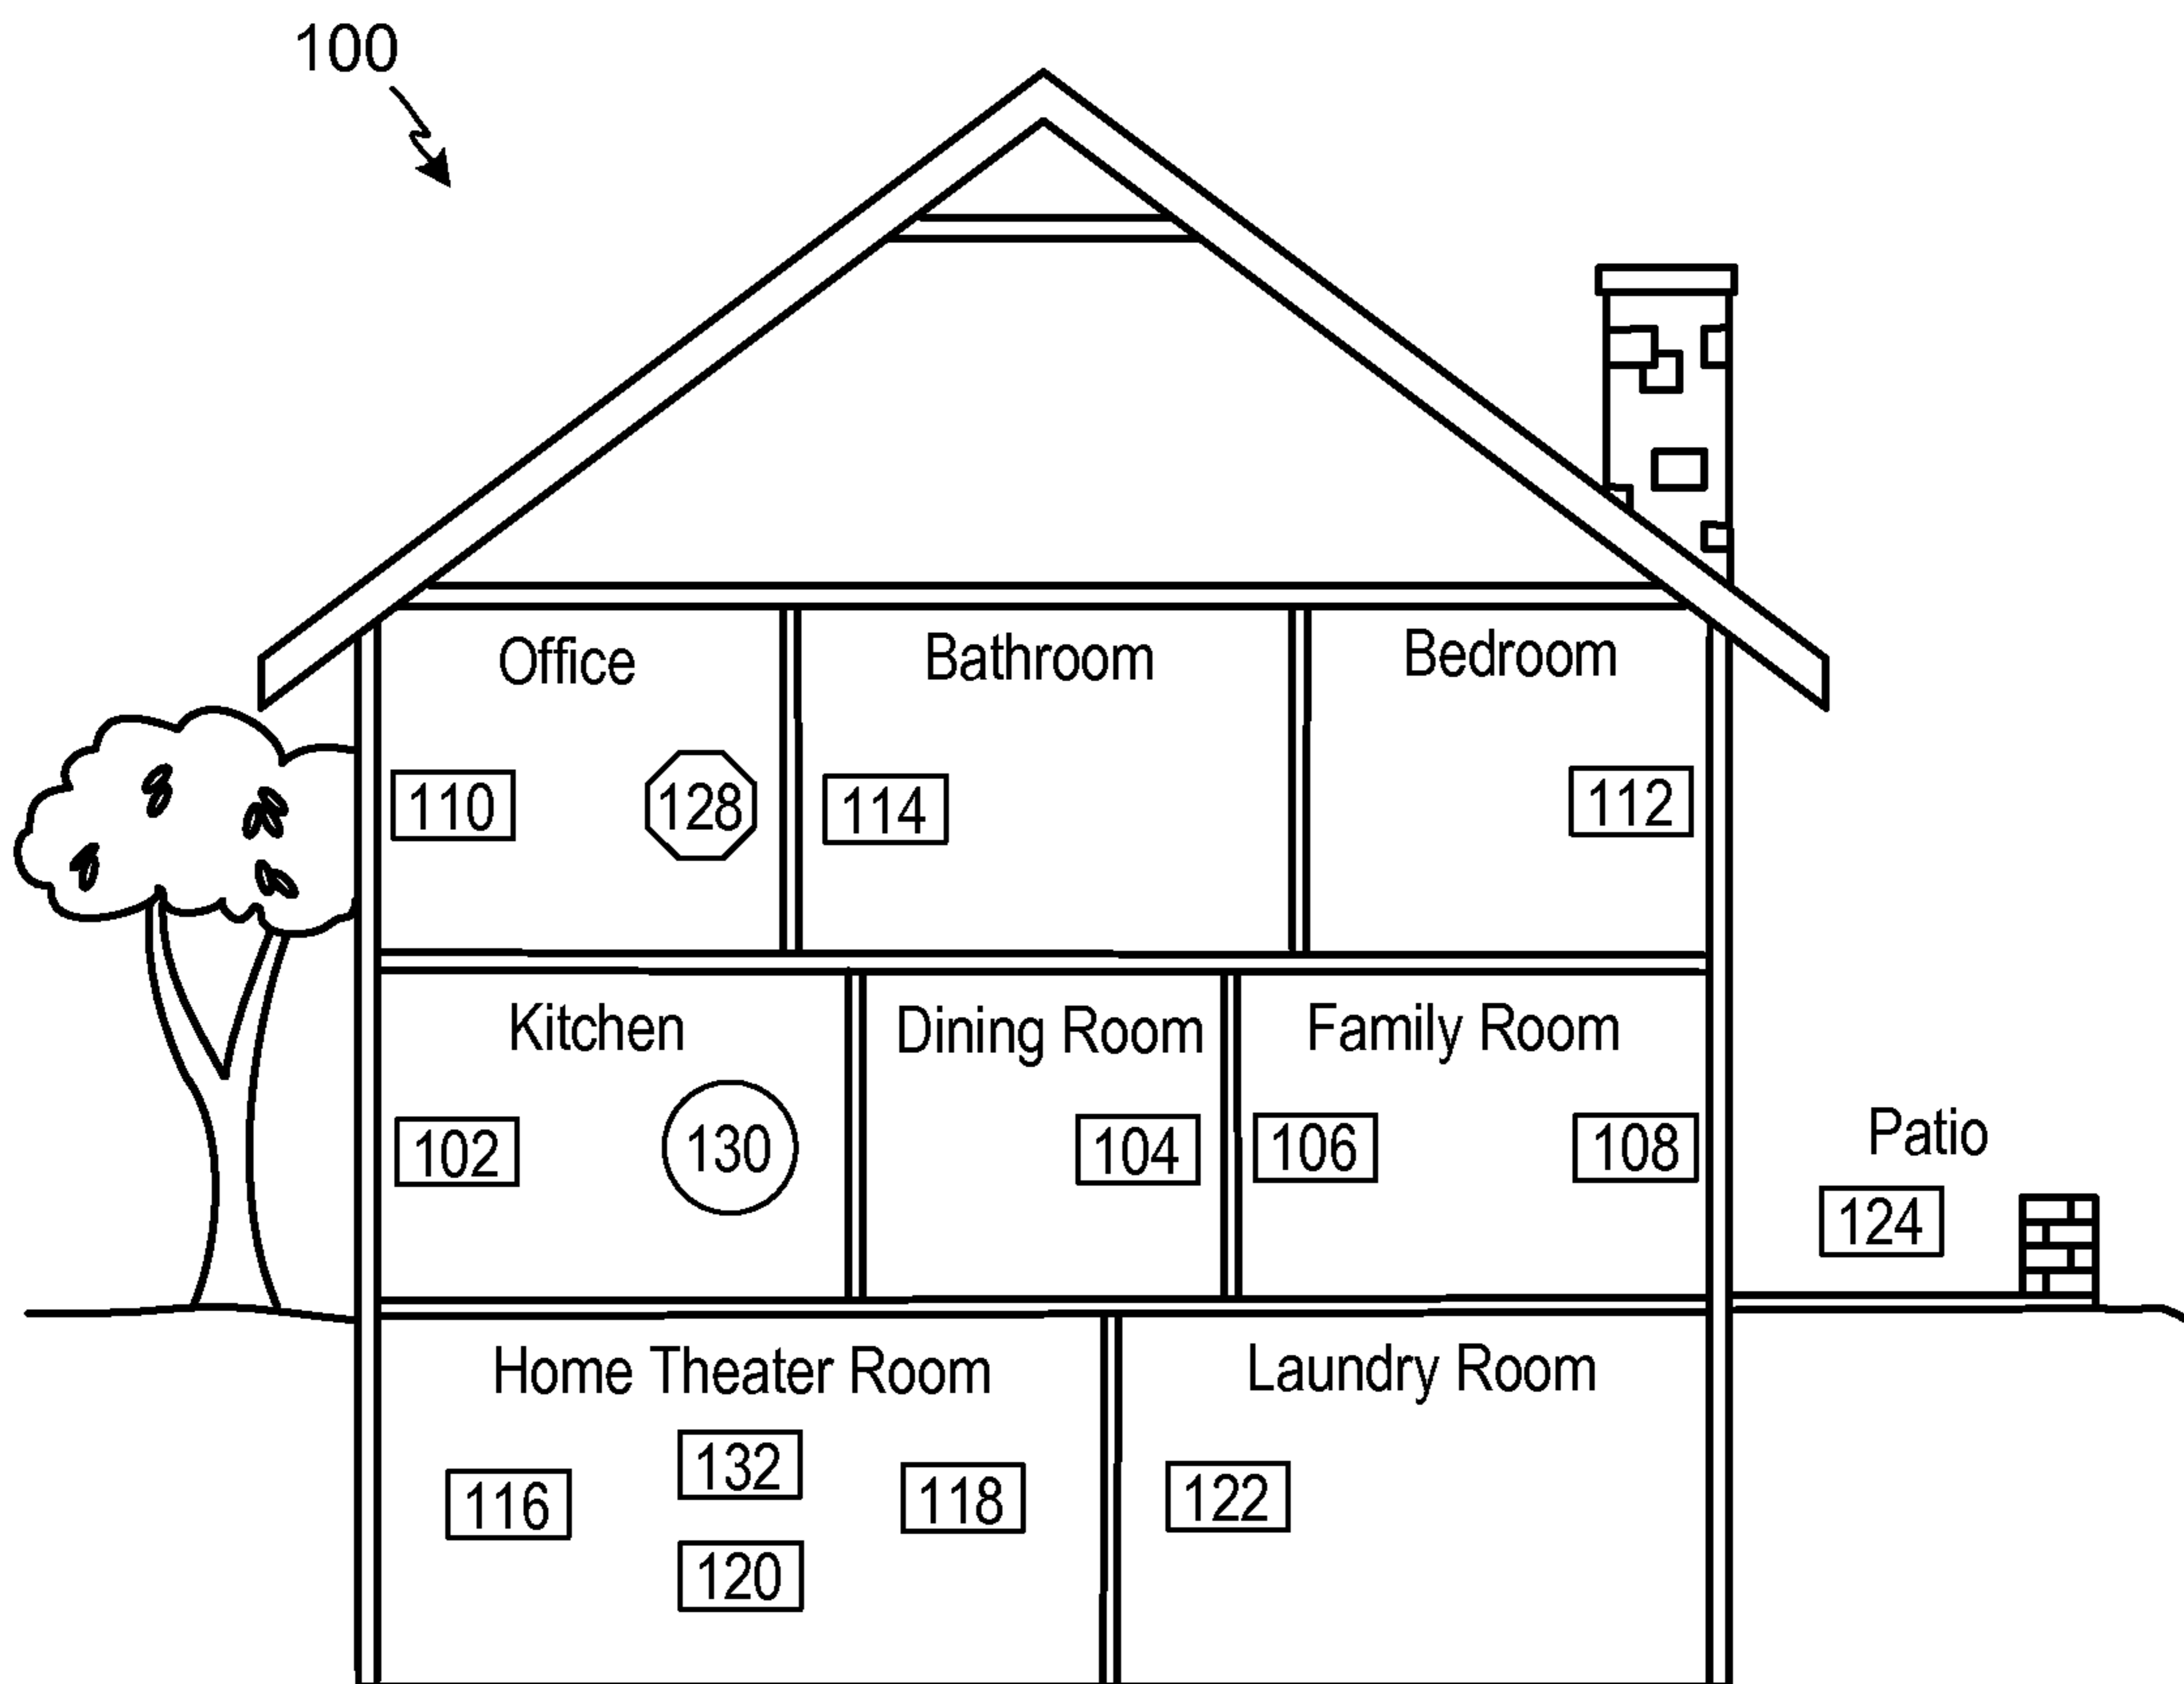 100
Office
Bathroom
Bedroom
110
128
114
112
Kitchen
Dining Room
Family Room
102
130
104
106
108
Patio
124
Home Theater Room
Laundry Room
132
116
118
122
120